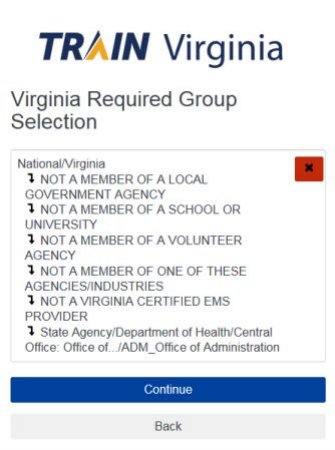 TRAIN Virginia
Virginia Required Group
Selection
National/Virginia
NOT A MEMBER OF A LOCAL
GOVERNMENT AGENCY
NOT A MEMBER OF A SCHOOL OR
UNIVERSITY
NOT A MEMBER OF A VOLUNTEER
AGENCY
NOT A MEMBER OF ONE OF THESE
AGENCIES/INDUSTRIES
NOT A VIRGINIA CERTIFIED EMS
PROVIDER
State Agency/Department of Health/Central
Office: Office of.../ADM_Office of Administration
Continue
Back